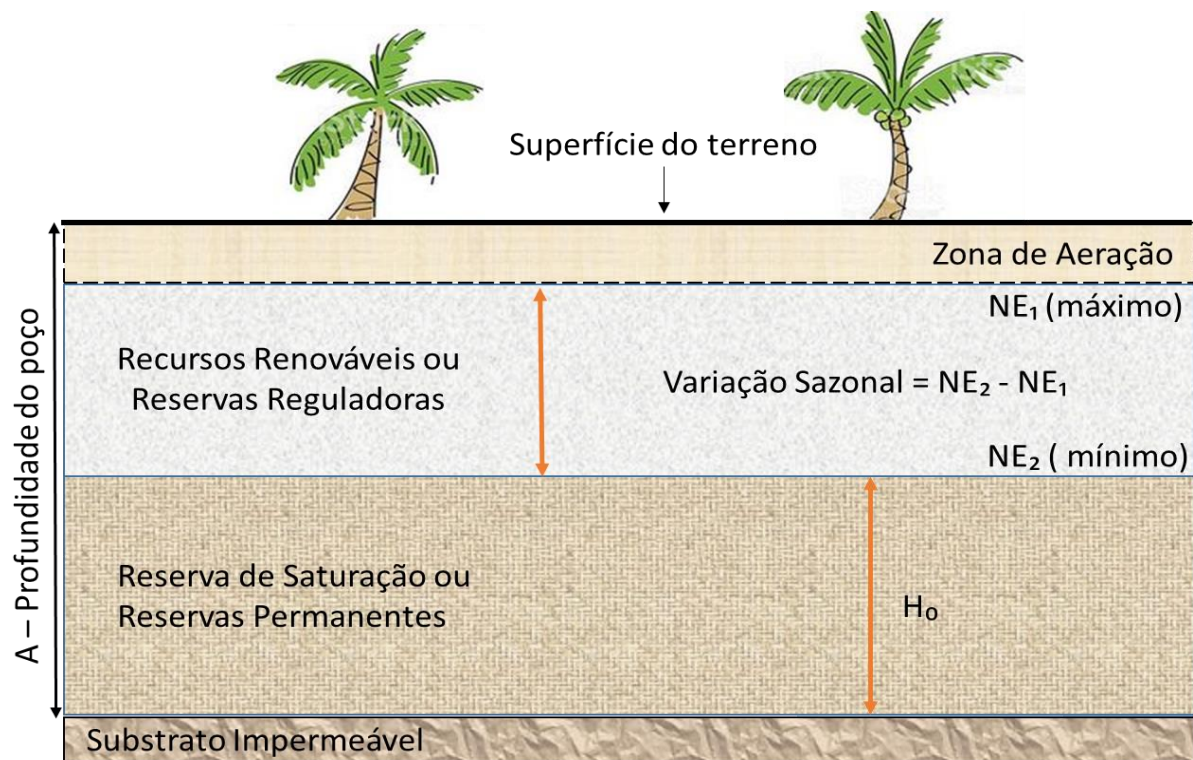 Superfície do terreno
Zona de Aeração
NE₁ (máximo)
Recursos Renováveis ou
Reservas Reguladoras
Variação Sazonal = NE₂ - NE₁
NE₂ ( mínimo)
A – Profundidade do poço
Reserva de Saturação ou
Reservas Permanentes
H₀
Substrato Impermeável